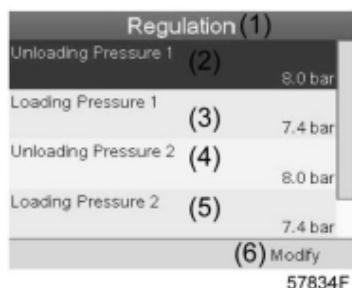 Regulation (1)
Unloading Pressure 1
(2)
8.0 bar
Loading Pressure 1
(3)
7.4 bar
Unloading Pressure 2
(4)
8.0 bar
Loading Pressure 2
(5)
7.4 bar
(6) Modify
57834F